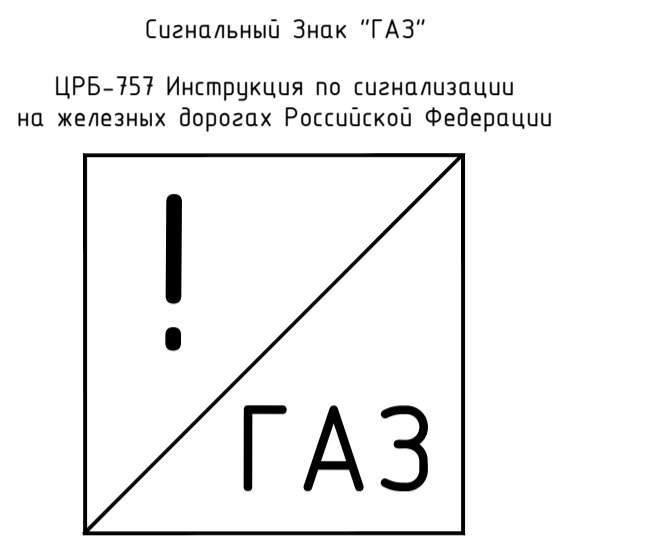 Сигнальный Знак "ГАЗ"
ЦРБ-757 Инструкция по сигнализации
на железных дорогах Российской Федерации
!
ГАЗ